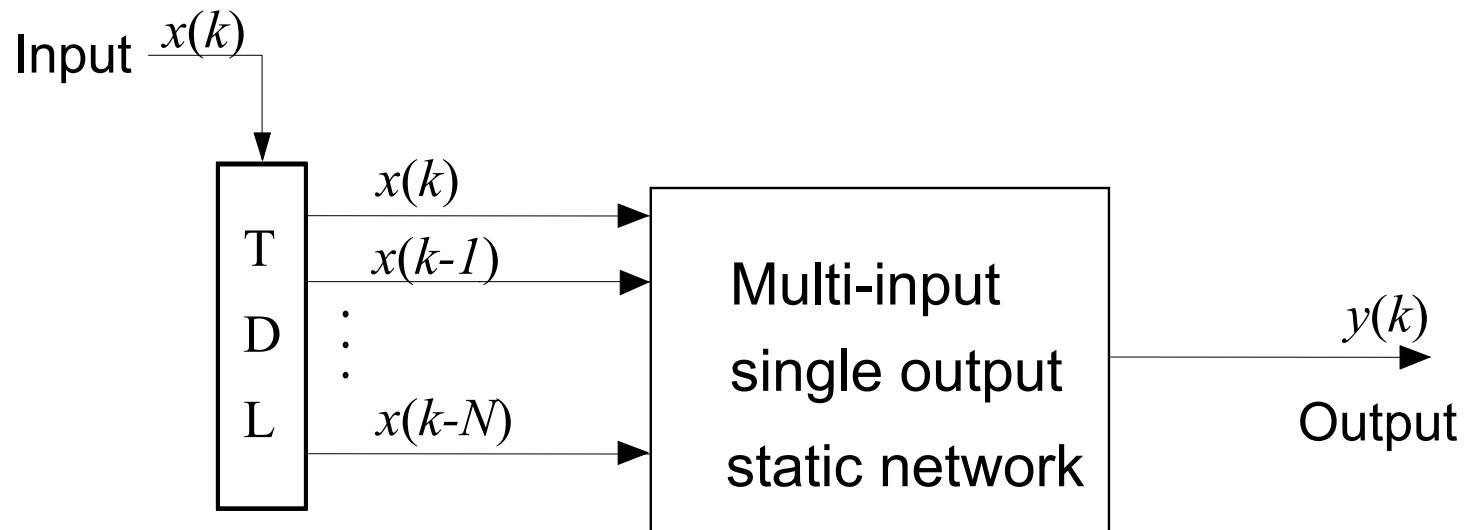 Input
x(k)
T
D
L
x(k)
x(k-1)
⋮
x(k-N)
Multi-input
single output
static network
y(k)
Output